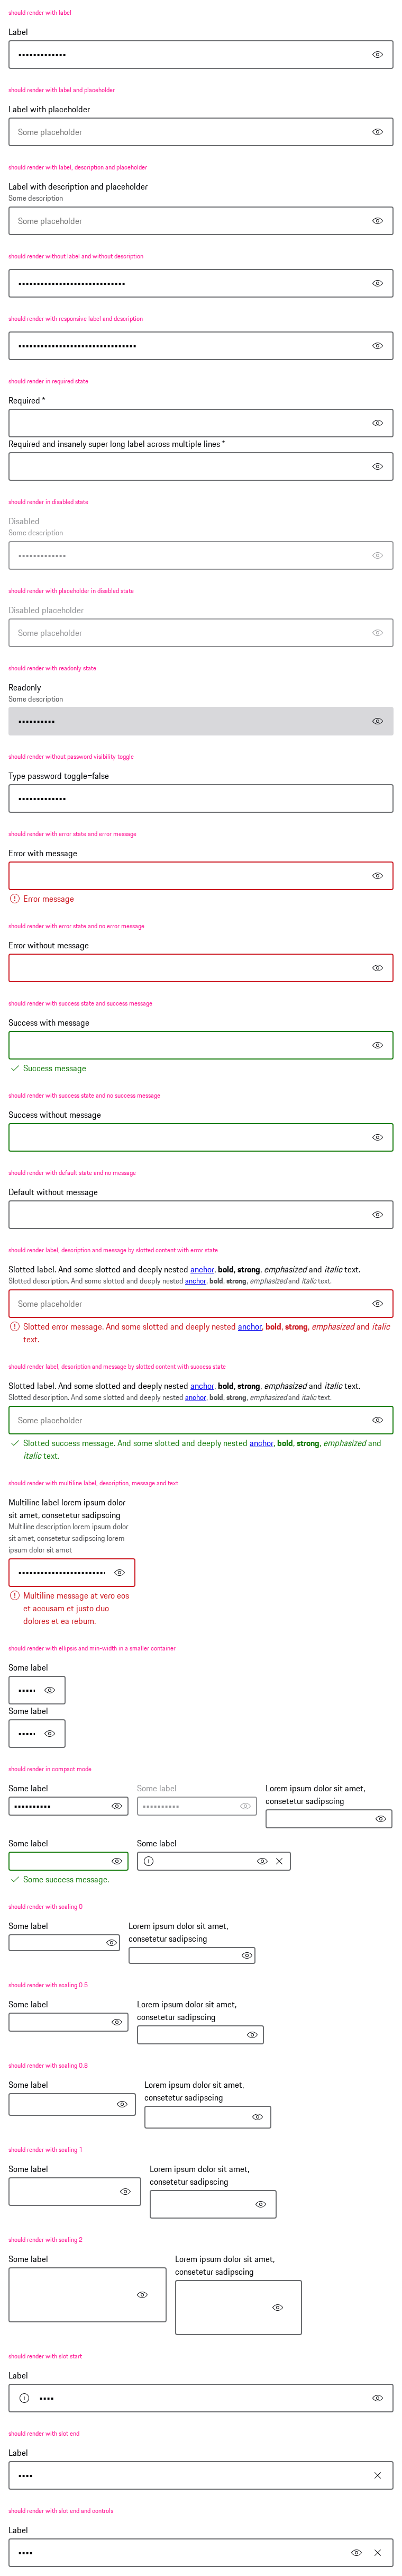 should render with label
Label
•••••••••••••
should render with label and placeholder
Label with placeholder
Some placeholder
should render with label, description and placeholder
Label with description and placeholder
Some description
Some placeholder
should render without label and without description
should render with responsive label and description
should render in required state
Required *
Required and insanely super long label across multiple lines *
should render in disabled state
Disabled
Some description
•••••••••••••
should render with placeholder in disabled state
Disabled placeholder
Some placeholder
should render with readonly state
Readonly
Some description
••••••••••
should render without password visibility toggle
Type password toggle=false
•••••••••••••
should render with error state and error message
Error with message
Error message
should render with error state and no error message
Error without message
should render with success state and success message
Success with message
Success message
should render with success state and no success message
Success without message
should render with default state and no message
Default without message
should render label, description and message by slotted content with error state
Slotted label. And some slotted and deeply nested anchor, bold, strong, emphasized and italic text.
Slotted description. And some slotted and deeply nested anchor, bold, strong, emphasized and italic text.
Some placeholder
Slotted error message. And some slotted and deeply nested anchor, bold, strong, emphasized and italic
text.
should render label, description and message by slotted content with success state
Slotted label. And some slotted and deeply nested anchor, bold, strong, emphasized and italic text.
Slotted description. And some slotted and deeply nested anchor, bold, strong, emphasized and italic text.
Some placeholder
Slotted success message. And some slotted and deeply nested anchor, bold, strong, emphasized and
italic text.
should render with multiline label, description, message and text
Multiline label lorem ipsum dolor
sit amet, consetetur sadipscing
Multiline description lorem ipsum dolor
sit amet, consetetur sadipscing lorem
ipsum dolor sit amet
Multiline message at vero eos
et accusam et justo duo
dolores et ea rebum.
should render with ellipsis and min-width in a smaller container
Some label
Some label
should render in compact mode
Some label
••••••••••
Some label
••••••••••
Lorem ipsum dolor sit amet,
consetetur sadipscing
Some label
Some success message.
Some label
should render with scaling 0
Some label
Lorem ipsum dolor sit amet,
consetetur sadipscing
should render with scaling 0.5
Some label
Lorem ipsum dolor sit amet,
consetetur sadipscing
should render with scaling 0.8
Some label
Lorem ipsum dolor sit amet,
consetetur sadipscing
should render with scaling 1
Some label
Lorem ipsum dolor sit amet,
consetetur sadipscing
should render with scaling 2
Some label
Lorem ipsum dolor sit amet,
consetetur sadipscing
should render with slot start
Label
••••
should render with slot end
Label
••••
should render with slot end and controls
Label
••••